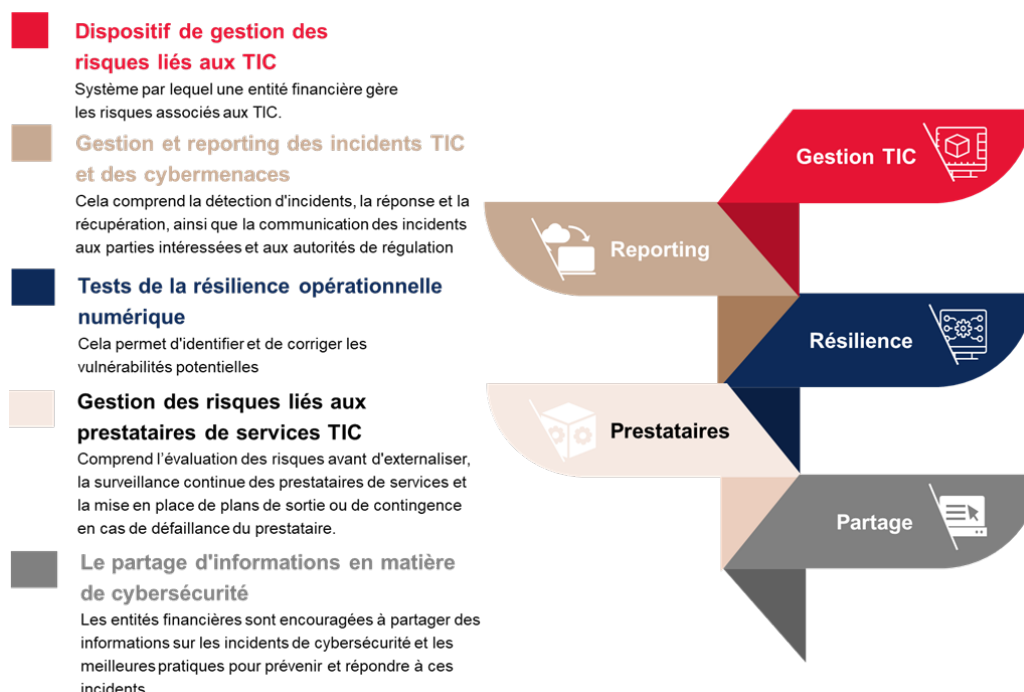 Dispositif de gestion des
risques liés aux TIC
Système par lequel une entité financière gère
les risques associés aux TIC.
Gestion et reporting des incidents TIC
et des cybermenaces
Cela comprend la détection d'incidents, la réponse et la
récupération, ainsi que la communication des incidents
aux parties intéressées et aux autorités de régulation
Tests de la résilience opérationnelle
numérique
Cela permet d'identifier et de corriger les
vulnérabilités potentielles
Gestion des risques liés aux
prestataires de services TIC
Comprend l'évaluation des risques avant d'externaliser,
la surveillance continue des prestataires de services et
la mise en place de plans de sortie ou de contingence
en cas de défaillance du prestataire.
Le partage d'informations en matière
de cybersécurité
Les entités financières sont encouragées à partager des
informations sur les incidents de cybersécurité et les
meilleures pratiques pour prévenir et répondre à ces
incidents
Gestion TIC
Reporting
Résilience
Prestataires
Partage